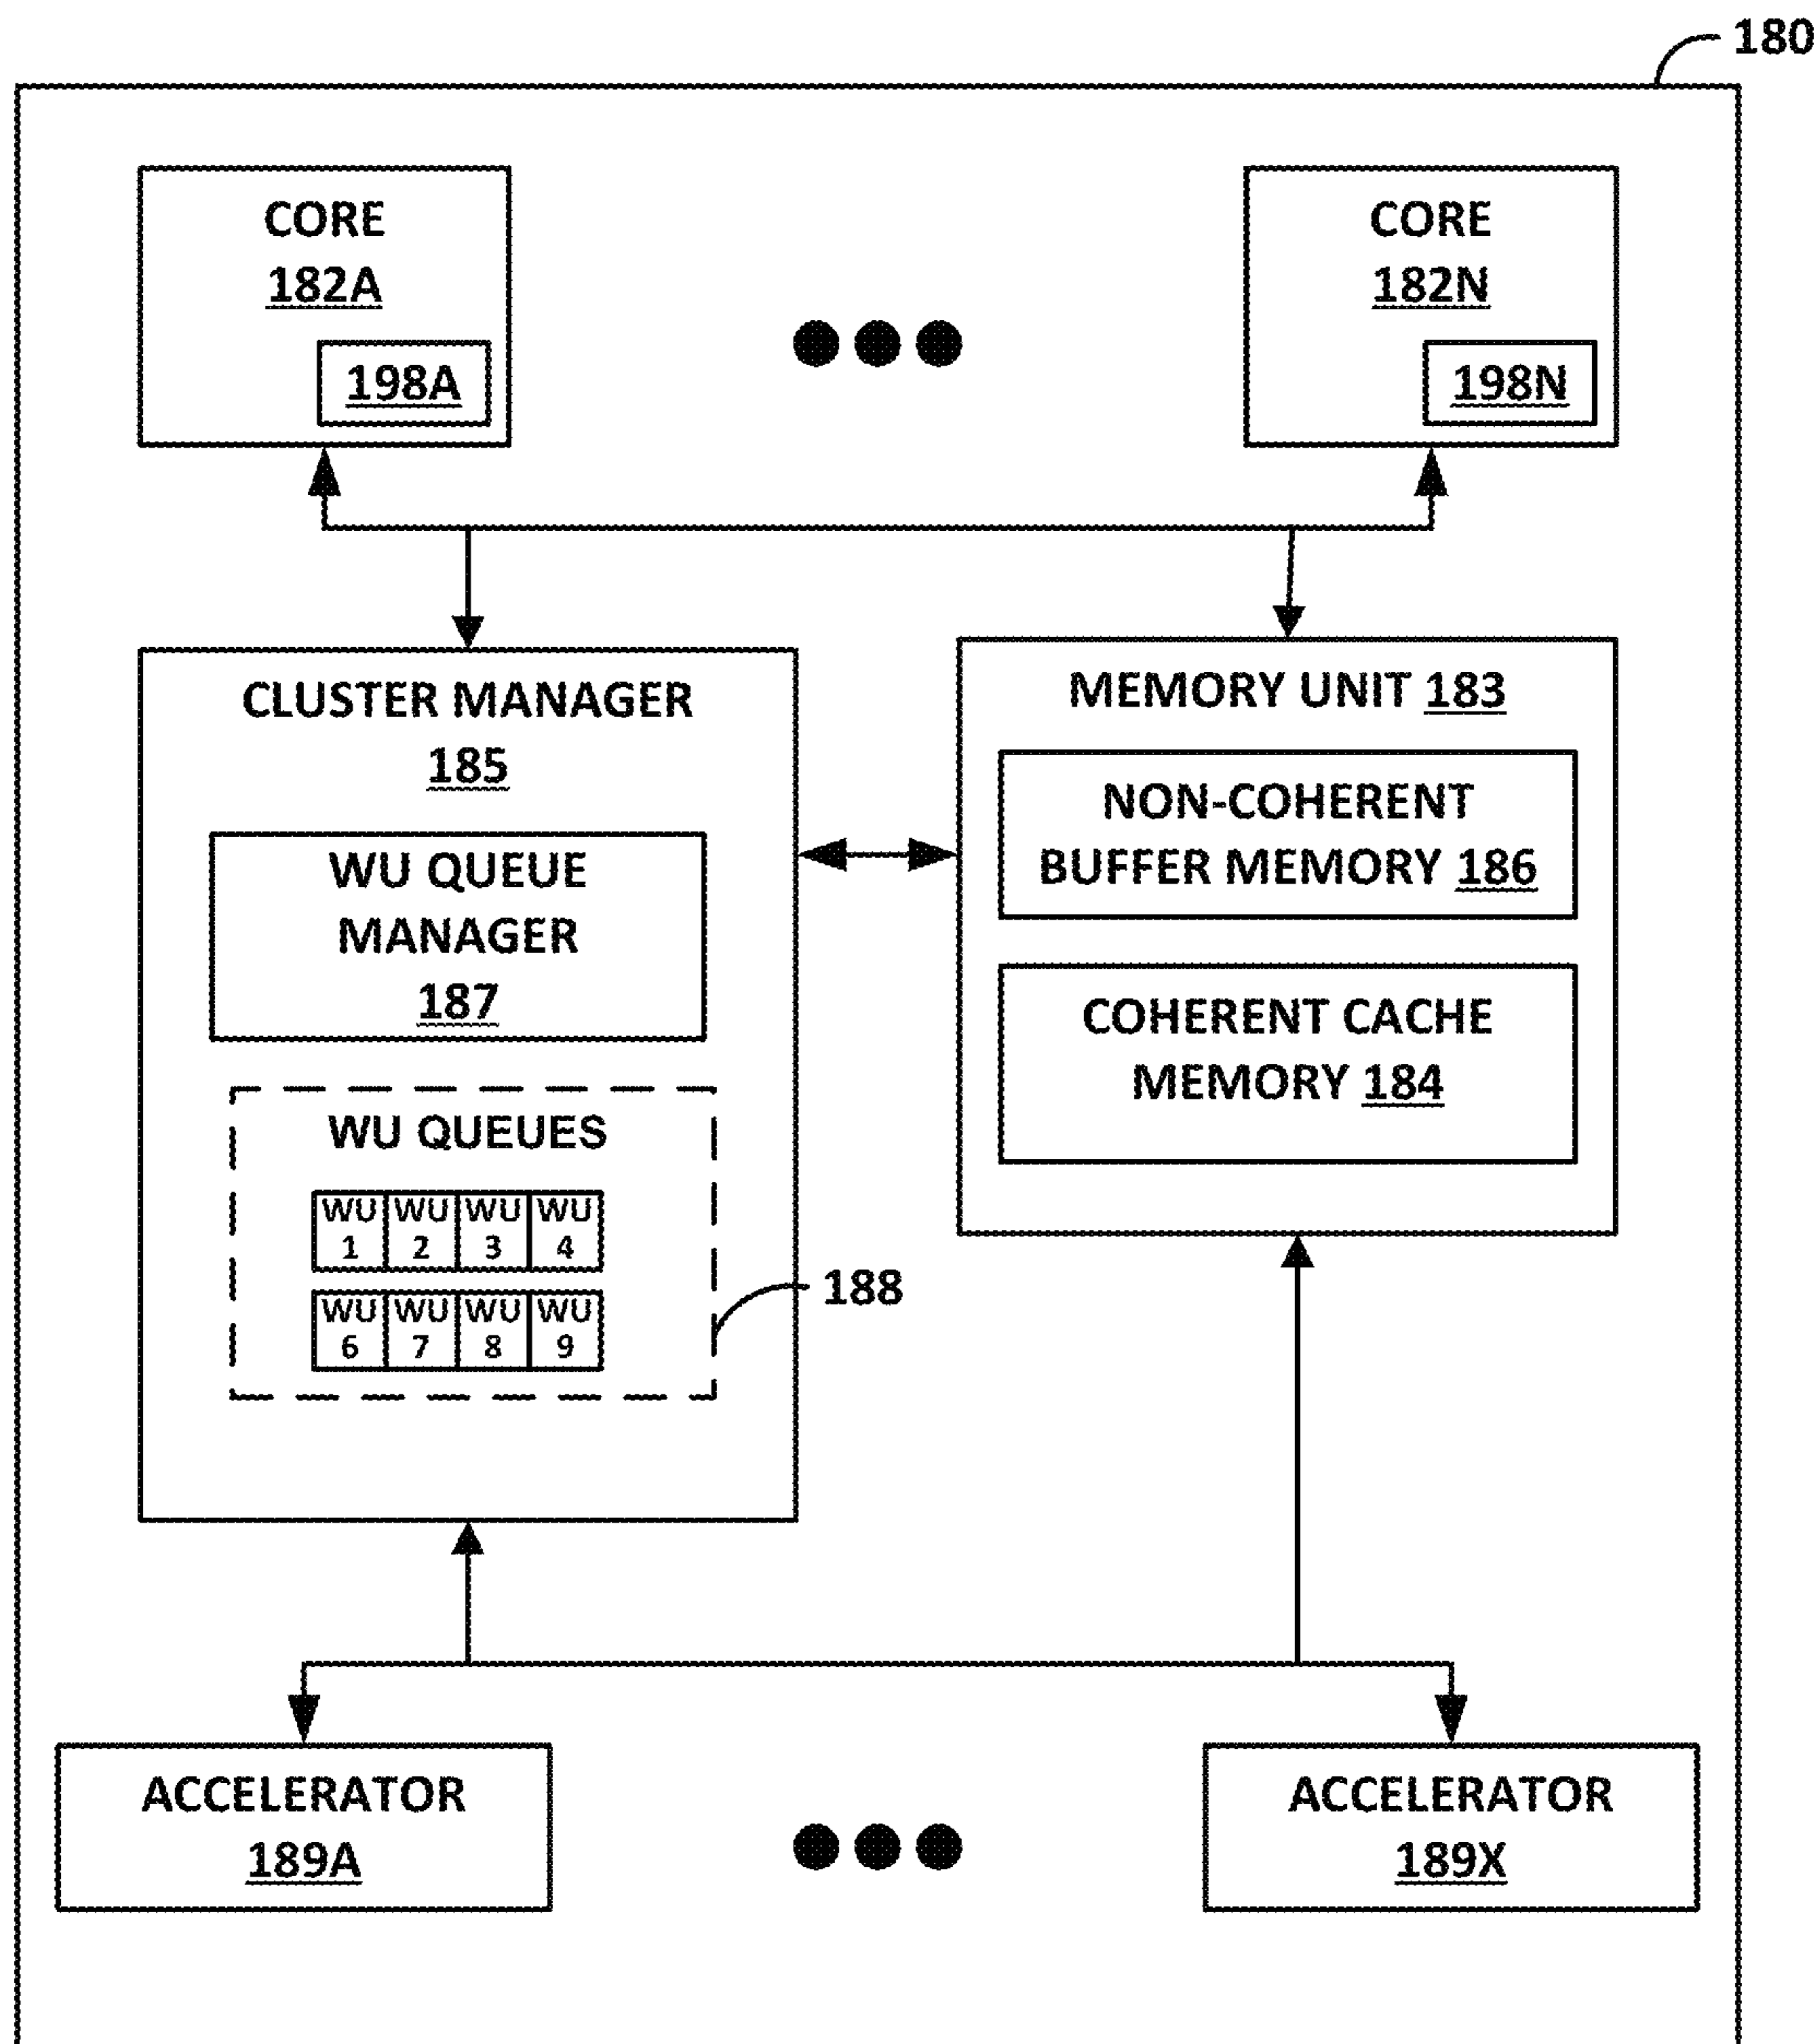 180
CORE
182A
198A
CORE
182N
198N
CLUSTER MANAGER
185
WU QUEUE
MANAGER
187
WU QUEUES
WU WU WU WU
1 2 3 4
WU WU WU WU
6 7 8 9
188
MEMORY UNIT 183
NON-COHERENT
BUFFER MEMORY 186
COHERENT CACHE
MEMORY 184
ACCELERATOR
189A
ACCELERATOR
189X